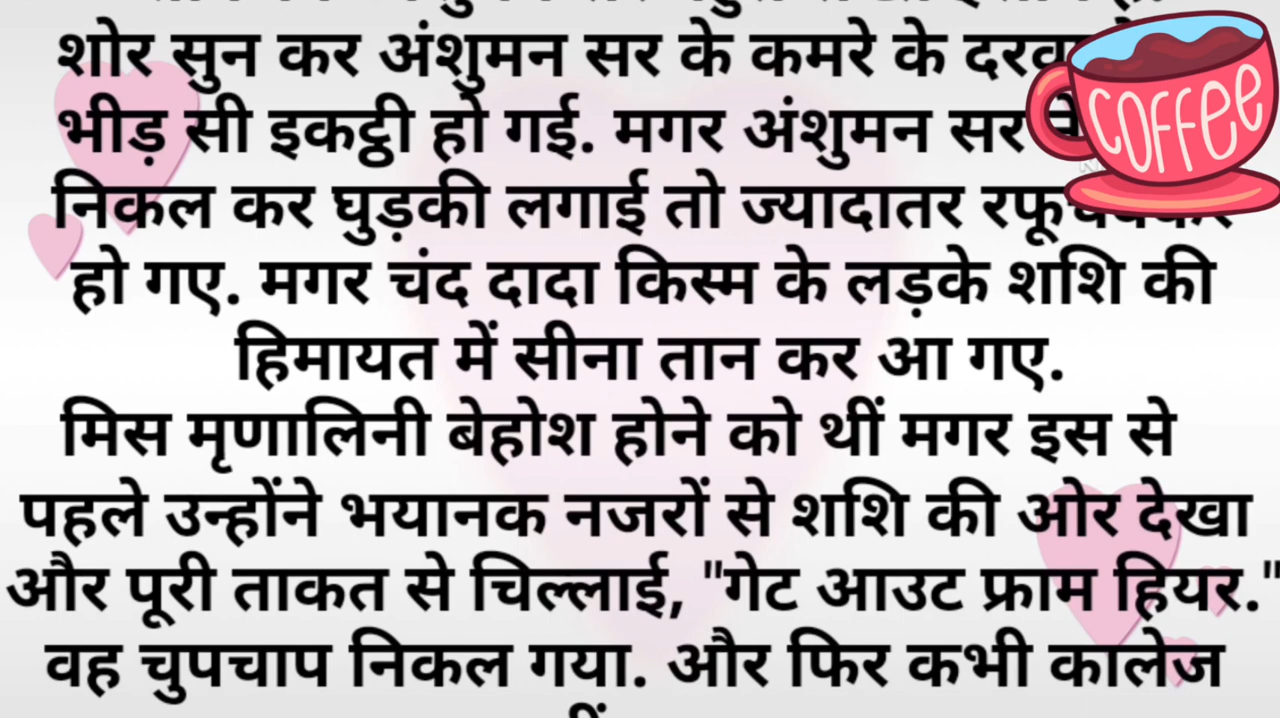 शोर सुन कर अंशुमन सर के कमरे के
भीड़ सी इकट्ठी हो गई. मगर अंशुमन सर
निकल कर घुड़की लगाई तो ज्यादातर
हो गए. मगर चंद दादा किस्म के लड़के शशि की
हिमायत में सीना तान कर आ गए.
मिस मृणालिनी बेहोश होने को थीं मगर इस से
पहले उन्होंने भयानक नजरों से शशि की ओर देखा
और पूरी ताकत से चिल्लाई, "गेट आउट फ्राम हियर."
वह चुपचाप निकल गया. और फिर कभी कालेज
COFFEE